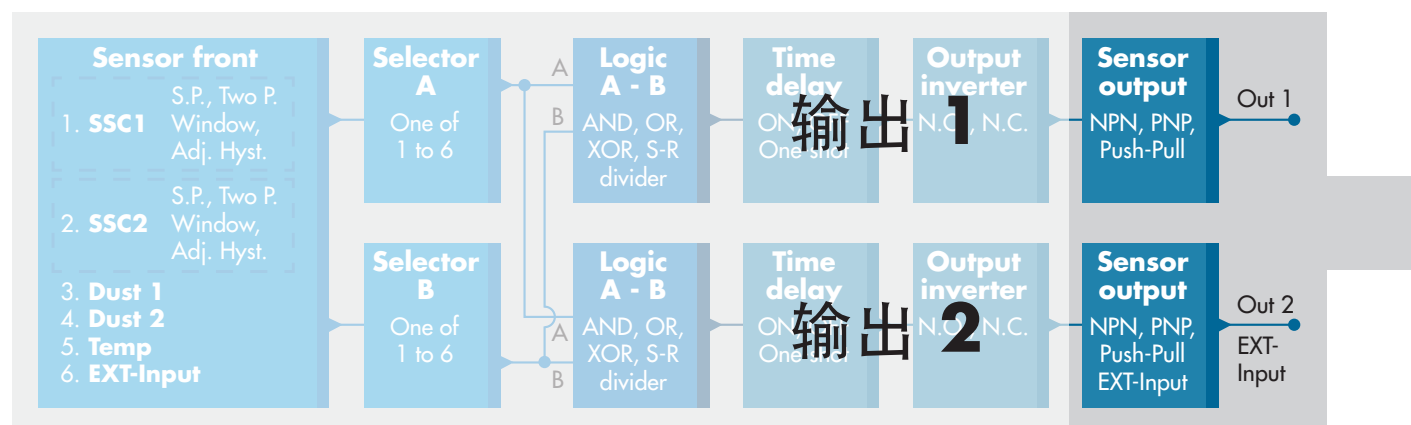 Sensor front
S.P., Two P.
1. SSC1 Window,
Adj. Hyst.
S.P., Two P.
2. SSC2 Window,
Adj. Hyst.
3. Dust 1
4. Dust 2
5. Temp
6. EXT-Input
Selector
A
One of
1 to 6
Selector
B
One of
1 to 6
A
B
Logic
A - B
AND, OR,
XOR, S-R
divider
A
B
Logic
A - B
AND, OR,
XOR, S-R
divider
Time
delay
One-shot
Output
inverter
N.O., N.C.
输出 1
Time
delay
One-shot
Output
inverter
N.O., N.C.
输出 2
Sensor
output
NPN, PNP,
Push-Pull
Out 1
Sensor
output
NPN, PNP,
Push-Pull
EXT-Input
Out 2
EXT-
Input